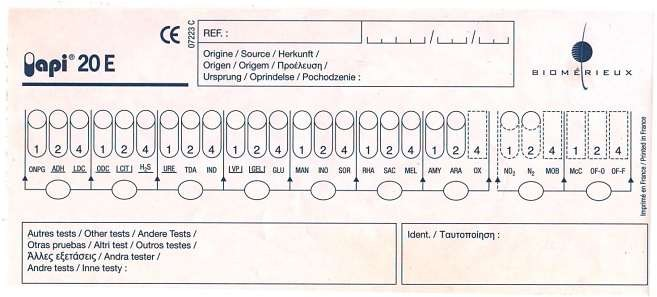 api® 20 E
CE
07223 C
REF. :
/ /
Origine / Source / Herkunft /
Origen / Origem / Προέλευση /
Ursprung / Oprindelse / Pochodzenie :
BIOMÉRIEUX
1 2 4 1 2 4 1 2 4 1 2 4 1 2 4 1 2 4 1 2 4 1 2 4 1 2 4
ONPG ADH LDC ODC |CIT| H₂S URE TDA IND |VP| |GEL| GLU MAN INO SOR RHA SAC MEL AMY ARA OX NO₂ N₂ MOB McC OF-O OF-F
Imprimé en France / Printed in France
Autres tests / Other tests / Andere Tests /
Otras pruebas / Altri test / Outros testes /
Άλλες εξετάσεις / Andra tester /
Andre tests / Inne testy :
Ident. / Ταυτοποίηση :